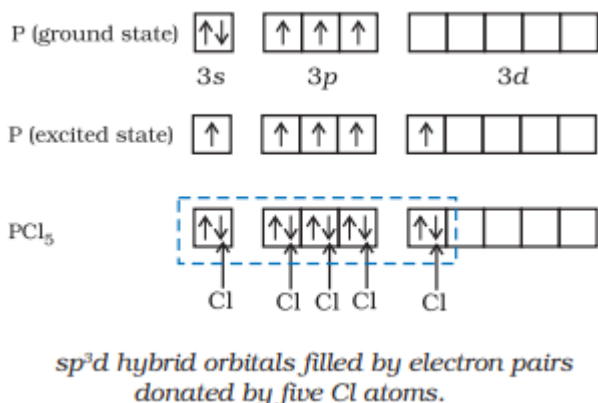 P (ground state)
3s 3p 3d
P (excited state)
PCl₅
Cl Cl Cl Cl Cl
sp³d hybrid orbitals filled by electron pairs
donated by five Cl atoms.